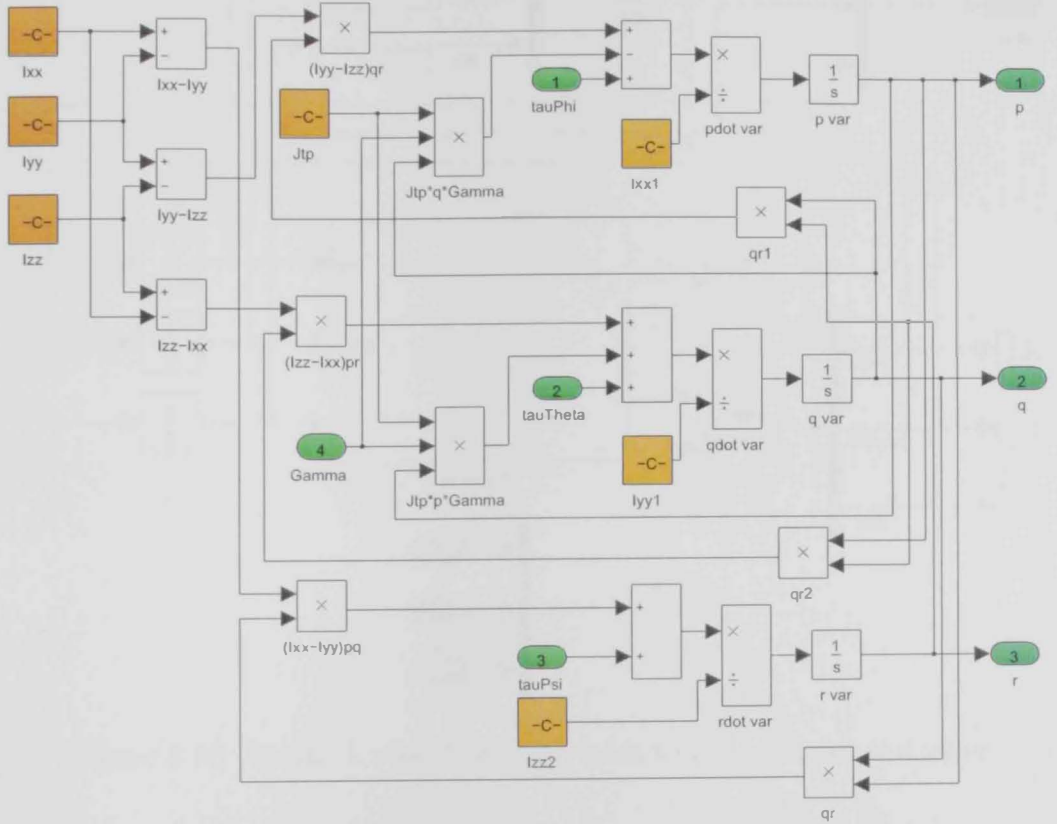 -C-
Ixx
+
−
Ixx−Iyy
×
(Iyy−Izz)qr
-C-
Jtp
×
Jtp*q*Gamma
1
tauPhi
+
−
+
-C-
Ixx1
×
÷
pdot var
1
s
p var
1
p
-C-
Iyy
+
−
Iyy−Izz
-C-
Izz
×
qr1
+
−
Izz−Ixx
×
(Izz−Ixx)pr
+
+
+
2
tauTheta
×
÷
qdot var
1
s
q var
2
q
4
Gamma
×
Jtp*p*Gamma
-C-
Iyy1
×
qr2
×
(Ixx−Iyy)pq
+
+
3
tauPsi
×
÷
rdot var
1
s
r var
3
r
-C-
Izz2
×
qr